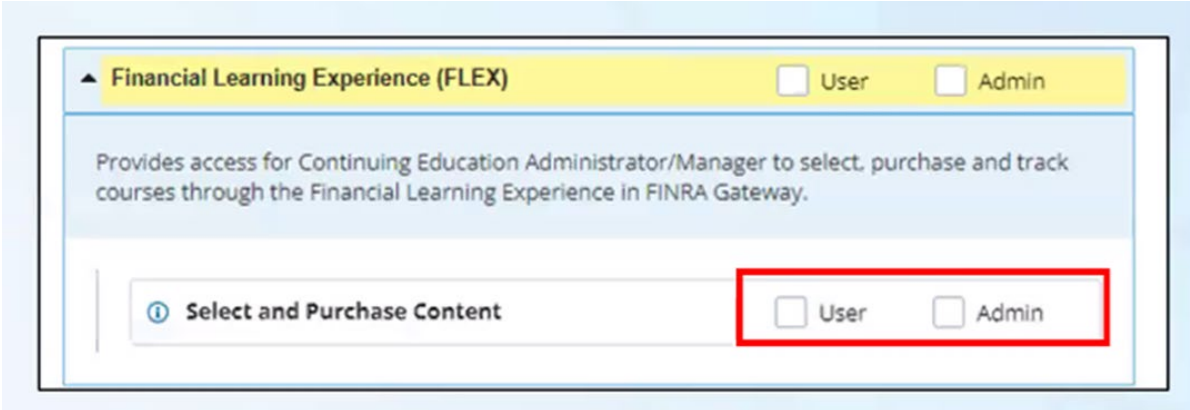 Financial Learning Experience (FLEX) User Admin
Provides access for Continuing Education Administrator/Manager to select, purchase and track
courses through the Financial Learning Experience in FINRA Gateway.
Select and Purchase Content User Admin